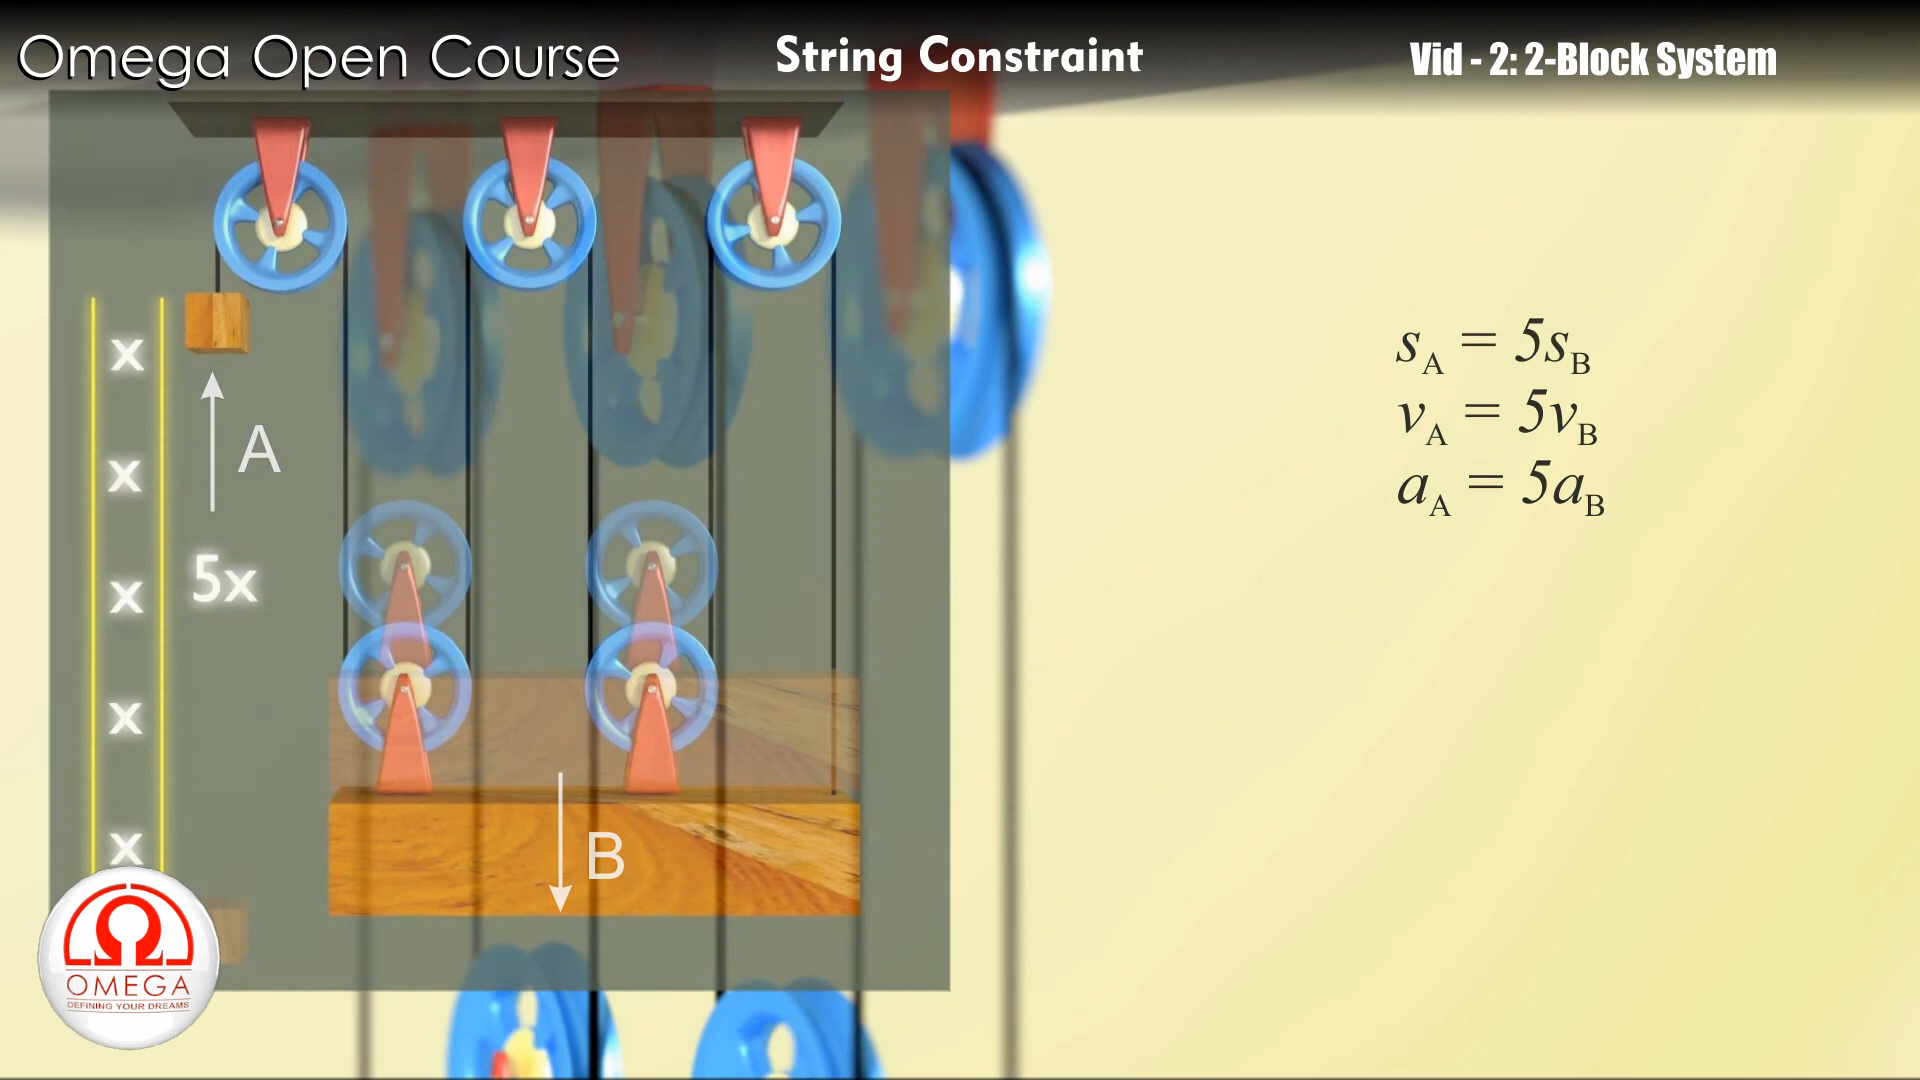 Omega Open Course
String Constraint
Vid - 2: 2-Block System
x
x
x
x
x
A
5x
B
sA = 5sB
vA = 5vB
aA = 5aB
Ω
OMEGA
DEFINING YOUR DREAMS